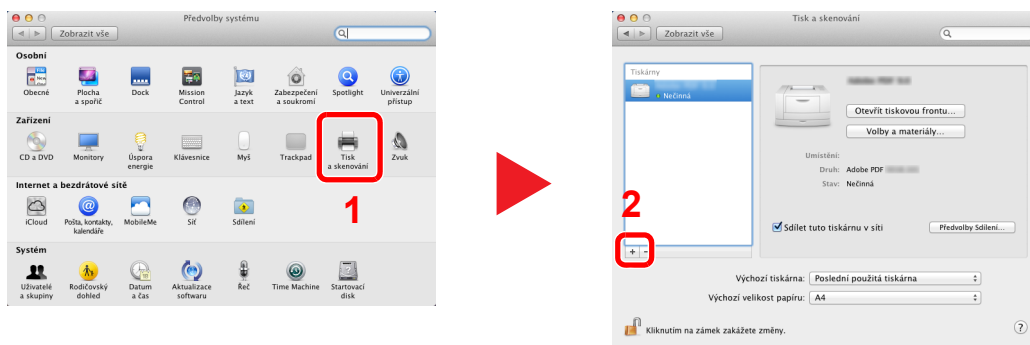 Předvolby systému
Zobrazit vše
Osobní
Obecné
Plocha
a spořič
Dock
Mission
Control
Jazyk
a text
Zabezpečení
a soukromí
Spotlight
Univerzální
přístup
Zařízení
CD a DVD
Monitory
Úspora
energie
Klávesnice
Myš
Trackpad
Tisk
a skenování
Zvuk
Internet a bezdrátové sítě
iCloud
Pošta, kontakty,
kalendáře
MobileMe
Síť
Sdílení
1
Systém
Uživatelé
a skupiny
Rodičovský
dohled
Datum
a čas
Aktualizace
softwaru
Řeč
Time Machine
Startovací
disk
Tisk a skenování
Zobrazit vše
Tiskárny
Nečinná
Otevřít tiskovou frontu...
Volby a materiály...
Umístění:
Druh: Adobe PDF
Stav: Nečinná
2
Sdílet tuto tiskárnu v síti
Předvolby Sdílení...
+ -
Výchozí tiskárna: Poslední použitá tiskárna
Výchozí velikost papíru: A4
Kliknutím na zámek zakážete změny.
?